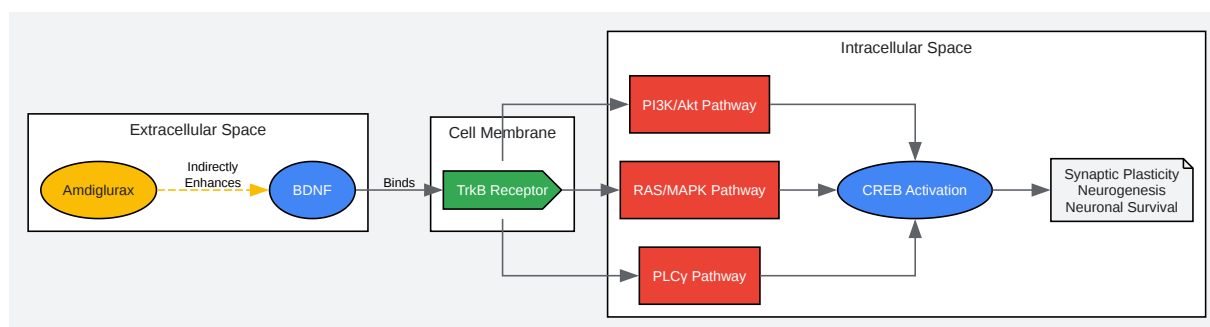 Extracellular Space
Amdiglurax
Indirectly
Enhances
BDNF
Binds
Cell Membrane
TrkB Receptor
Intracellular Space
PI3K/Akt Pathway
RAS/MAPK Pathway
PLCγ Pathway
CREB Activation
Synaptic Plasticity
Neurogenesis
Neuronal Survival